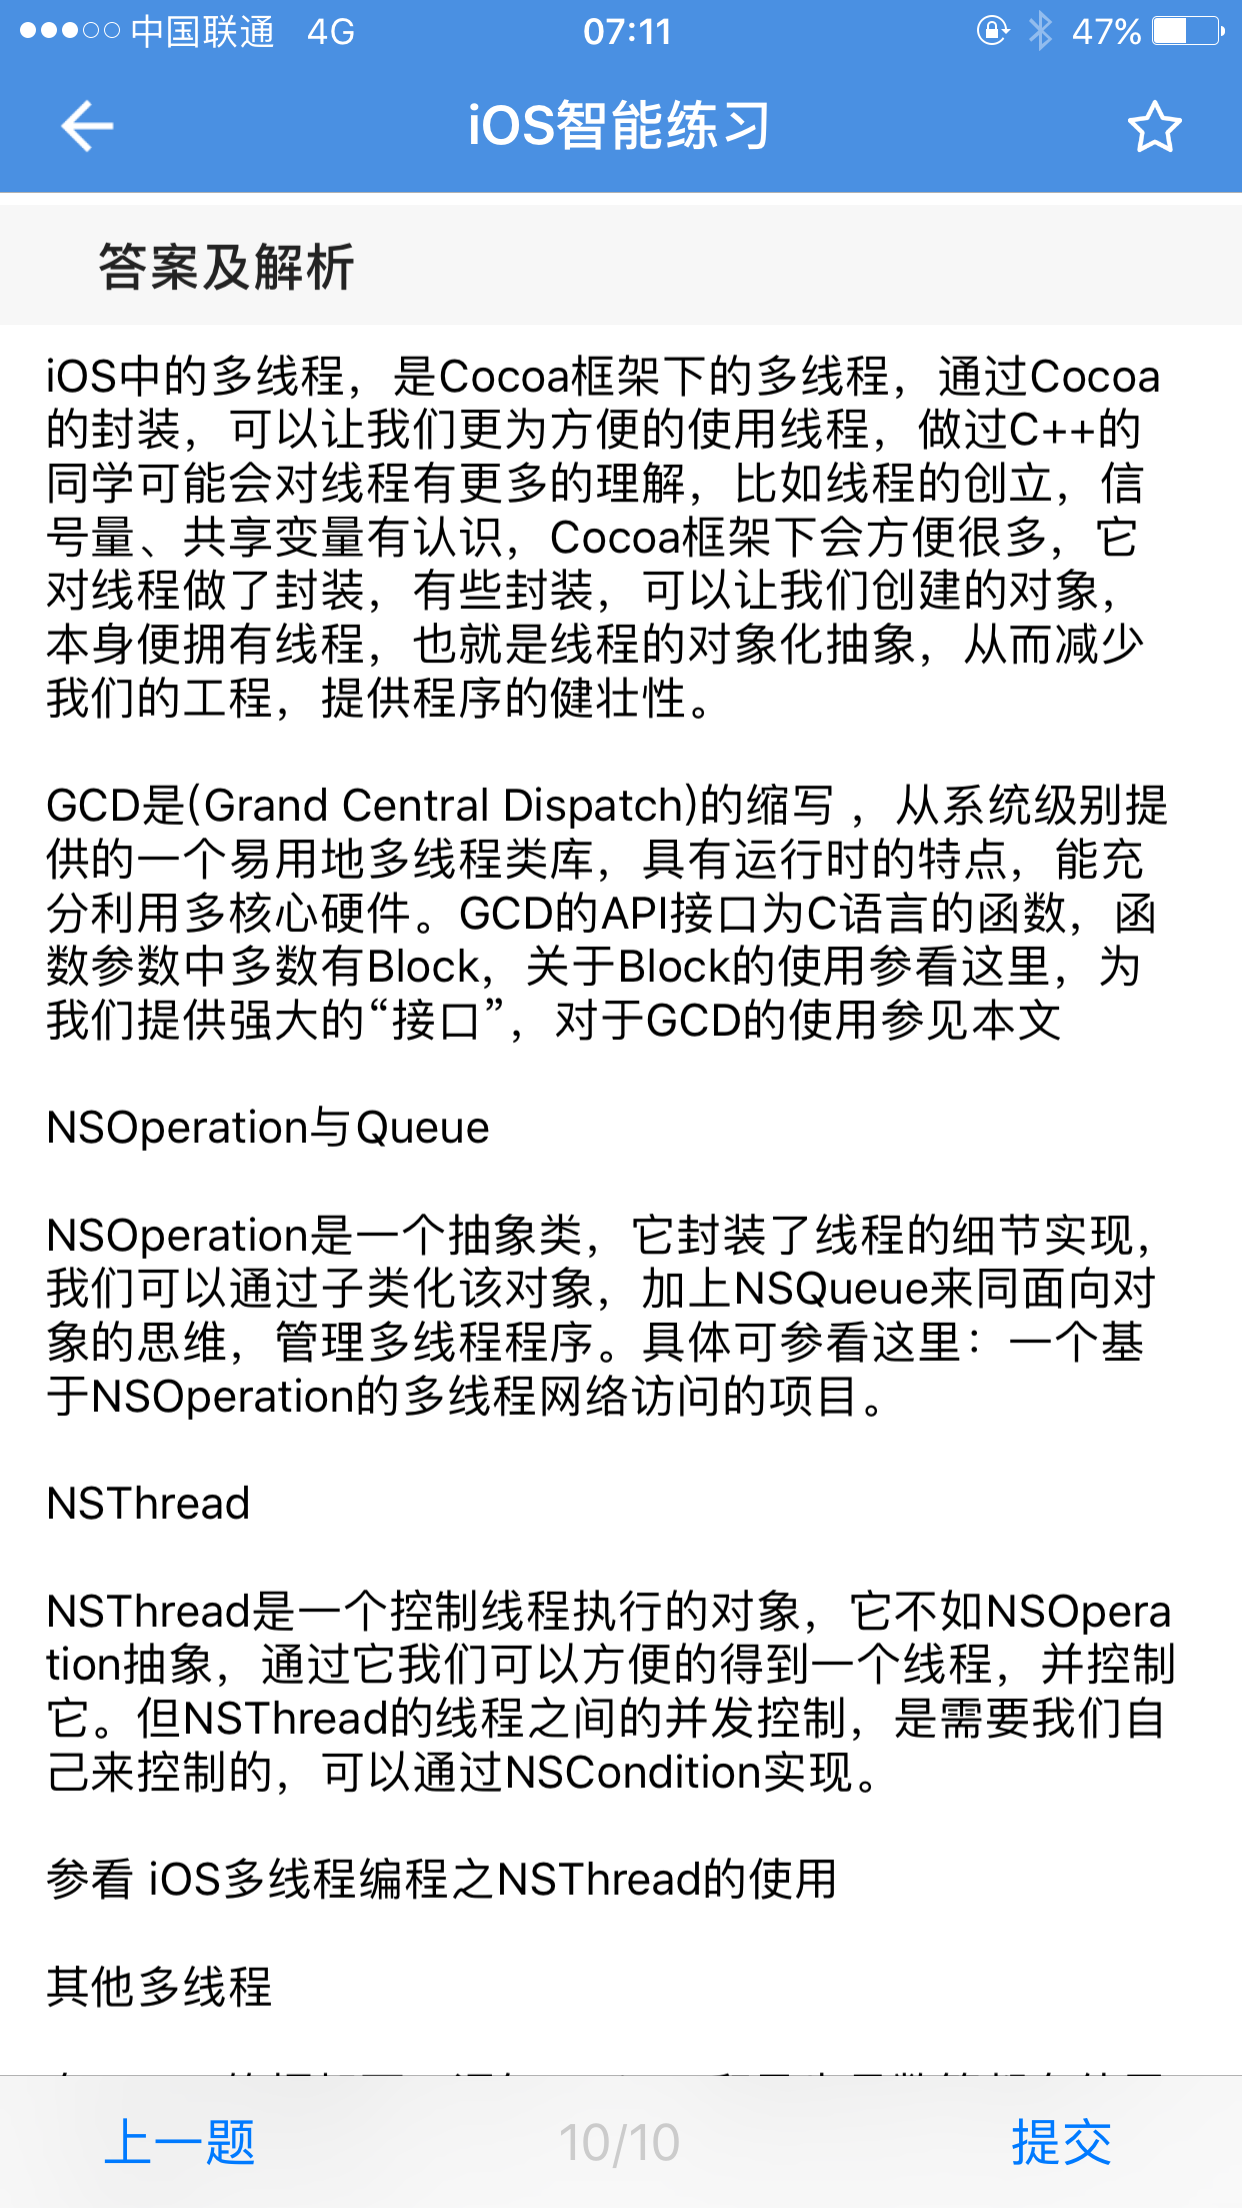 中国联通 4G 07:11 47%
iOS智能练习
答案及解析
iOS中的多线程，是Cocoa框架下的多线程，通过Cocoa
的封装，可以让我们更为方便的使用线程，做过C++的
同学可能会对线程有更多的理解，比如线程的创立，信
号量、共享变量有认识，Cocoa框架下会方便很多，它
对线程做了封装，有些封装，可以让我们创建的对象，
本身便拥有线程，也就是线程的对象化抽象，从而减少
我们的工程，提供程序的健壮性。
GCD是(Grand Central Dispatch)的缩写 ，从系统级别提
供的一个易用地多线程类库，具有运行时的特点，能充
分利用多核心硬件。GCD的API接口为C语言的函数，函
数参数中多数有Block，关于Block的使用参看这里，为
我们提供强大的“接口”，对于GCD的使用参见本文
NSOperation与Queue
NSOperation是一个抽象类，它封装了线程的细节实现，
我们可以通过子类化该对象，加上NSQueue来同面向对
象的思维，管理多线程程序。具体可参看这里：一个基
于NSOperation的多线程网络访问的项目。
NSThread
NSThread是一个控制线程执行的对象，它不如NSOpera
tion抽象，通过它我们可以方便的得到一个线程，并控制
它。但NSThread的线程之间的并发控制，是需要我们自
己来控制的，可以通过NSCondition实现。
参看 iOS多线程编程之NSThread的使用
其他多线程
上一题 10/10 提交